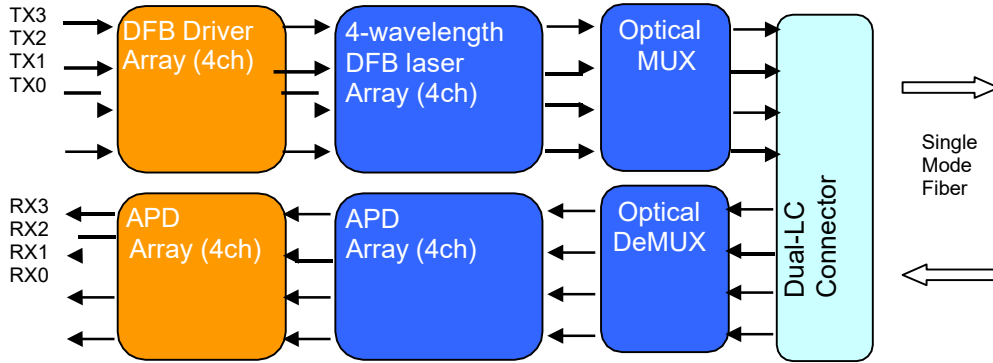 TX3
TX2
TX1
TX0
DFB Driver
Array (4ch)
4-wavelength
DFB laser
Array (4ch)
Optical
MUX
Single
Mode
Fiber
RX3
RX2
RX1
RX0
APD
Array (4ch)
APD
Array (4ch)
Optical
DeMUX
Dual-LC
Connector